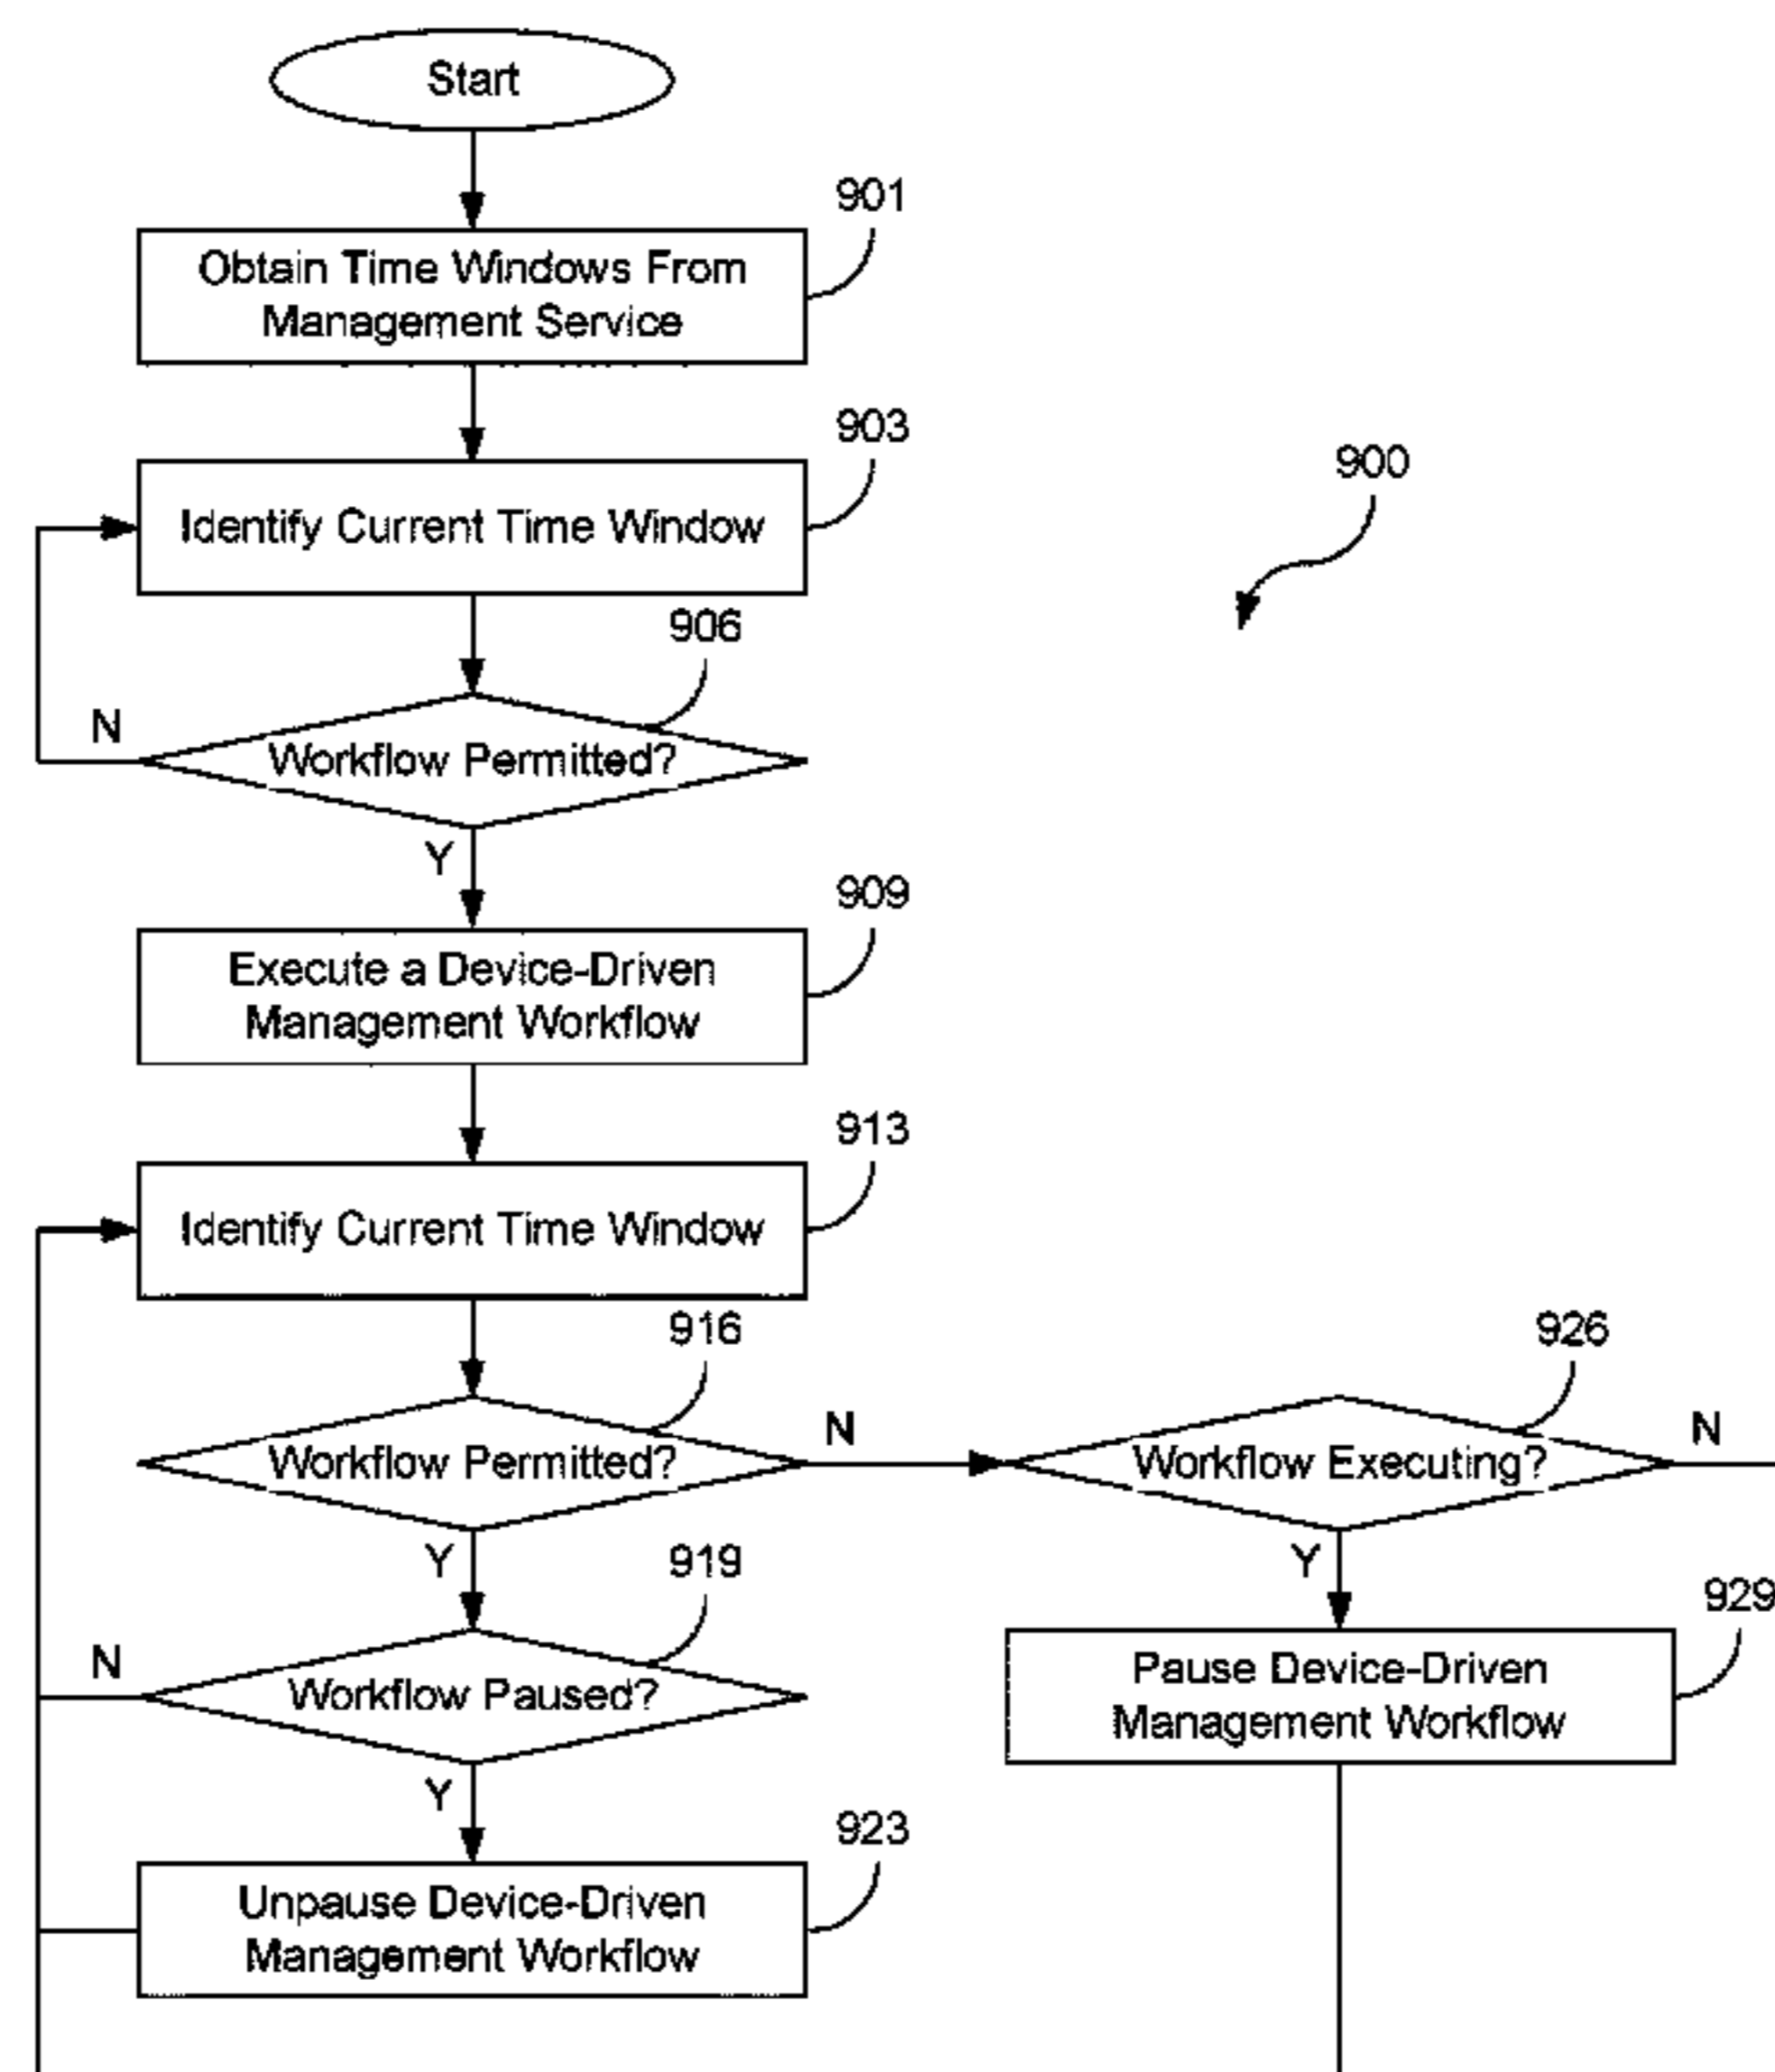 Start
901
Obtain Time Windows From
Management Service
903
Identify Current Time Window
900
906
N
Workflow Permitted?
Y
909
Execute a Device-Driven
Management Workflow
913
Identify Current Time Window
916
926
N
N
Workflow Permitted?
Workflow Executing?
Y
919
Y
929
N
Workflow Paused?
Pause Device-Driven
Management Workflow
Y
923
Unpause Device-Driven
Management Workflow